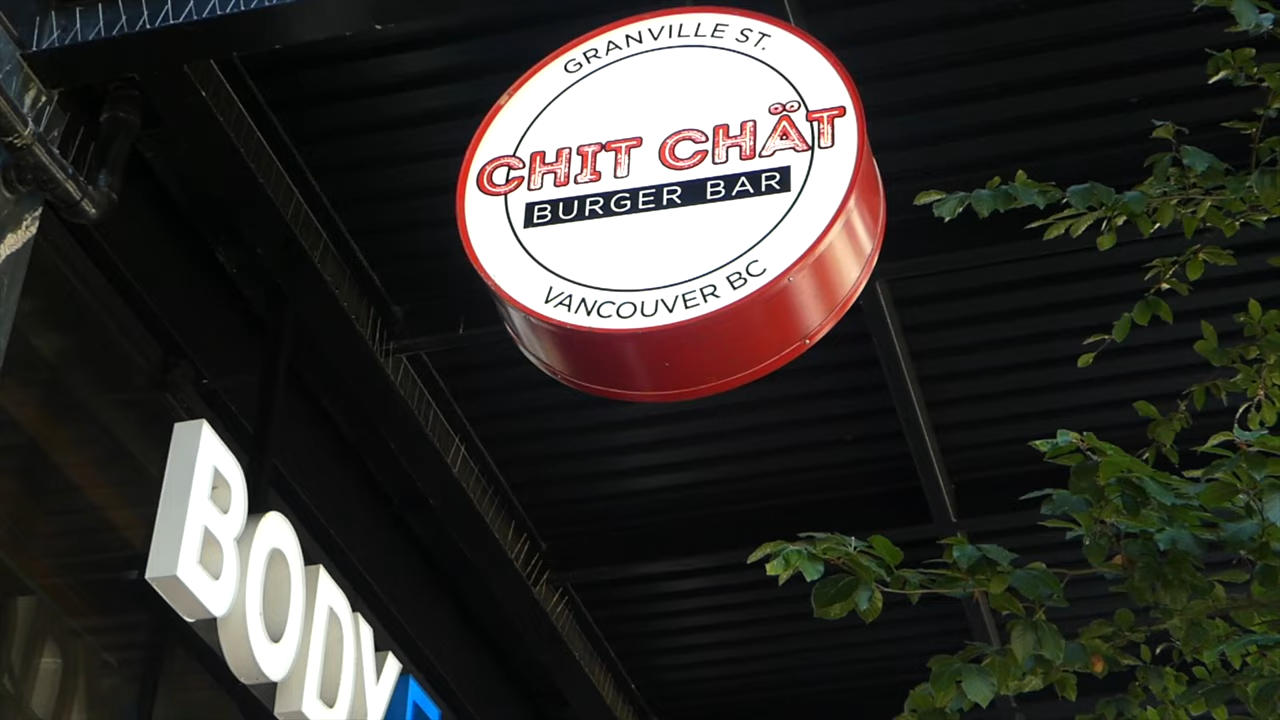 GRANVILLE ST.
CHIT CHÄT
BURGER BAR
VANCOUVER BC
BODY